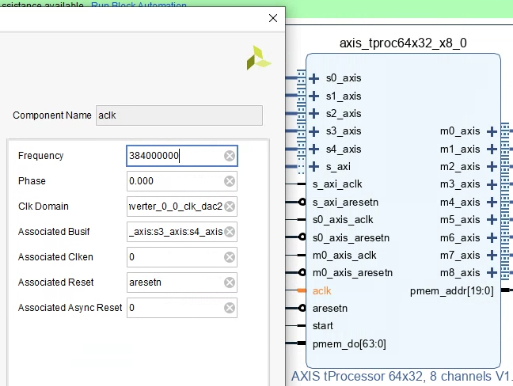 ssistance available. Run Block Automation
Component Name aclk
Frequency 384000000
Phase 0.000
Clk Domain nverter_0_0_clk_dac2
Associated Busif _axis:s3_axis:s4_axis
Associated Clken 0
Associated Reset aresetn
Associated Async Reset 0
axis_tproc64x32_x8_0
s0_axis
s1_axis
s2_axis
s3_axis m0_axis
s4_axis m1_axis
s_axi m2_axis
s_axi_aclk m3_axis
s_axi_aresetn m4_axis
s0_axis_aclk m5_axis
s0_axis_aresetn m6_axis
m0_axis_aclk m7_axis
m0_axis_aresetn m8_axis
aclk pmem_addr[19:0]
aresetn
start
pmem_do[63:0]
AXIS tProcessor 64x32, 8 channels V1.